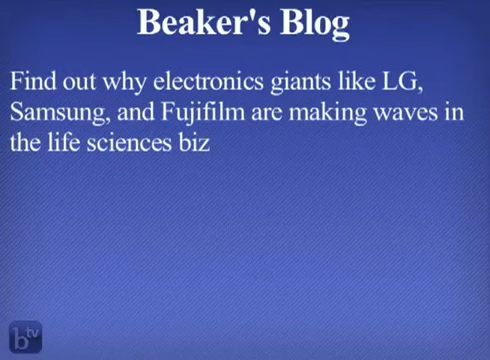 Beaker's Blog
Find out why electronics giants like LG,
Samsung, and Fujifilm are making waves in
the life sciences biz
btv